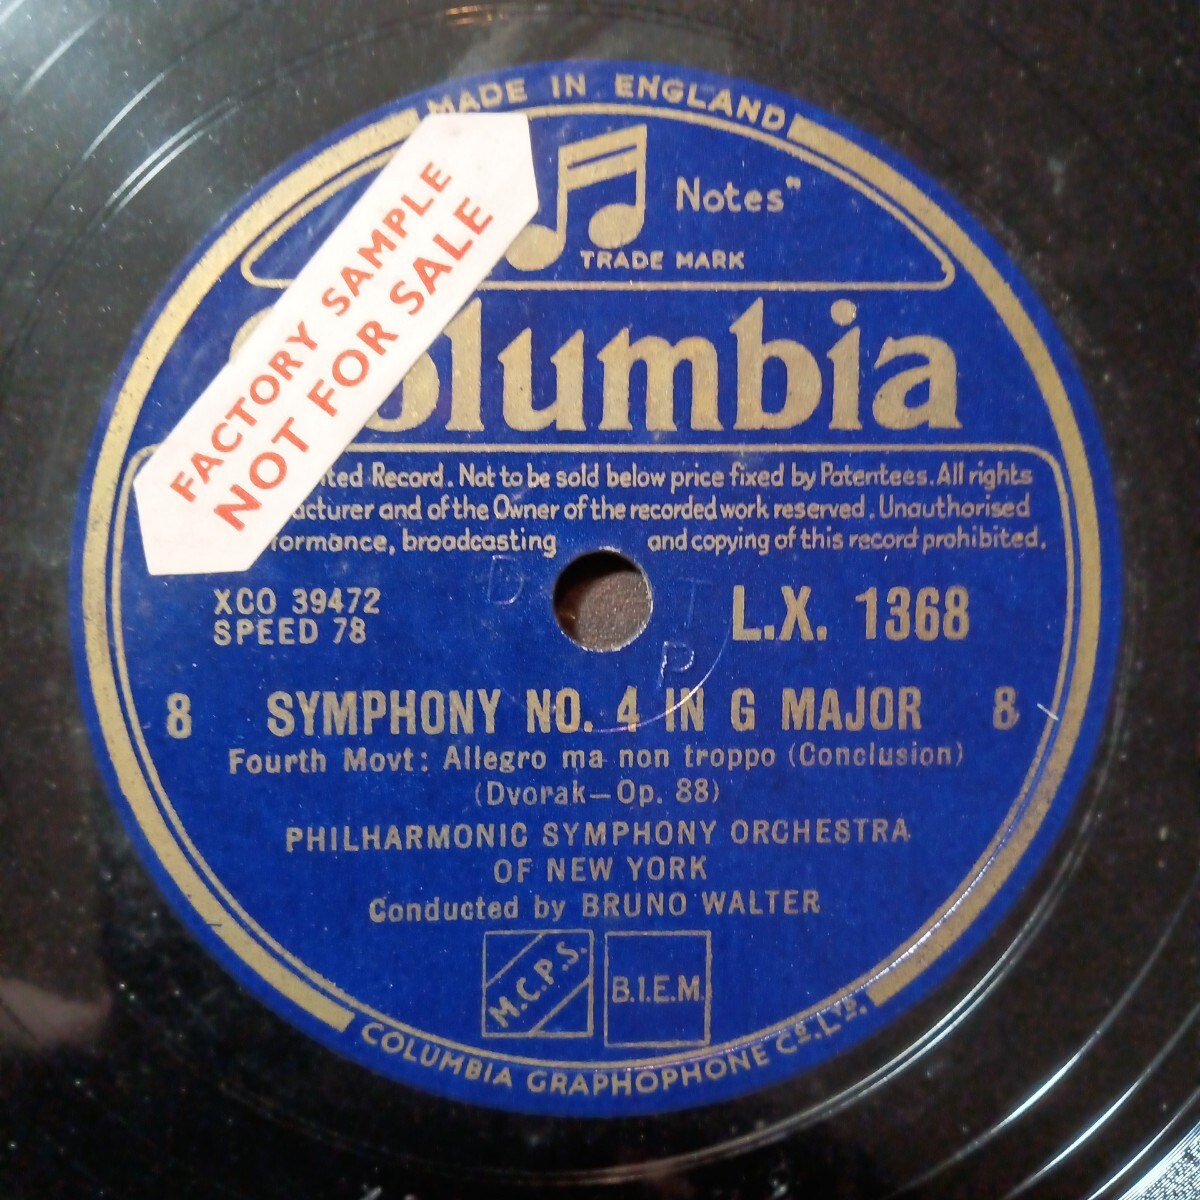 MADE IN ENGLAND
Notes"
TRADE MARK
FACTORY SAMPLE
NOT FOR SALE
Columbia
Record. Not to be sold below price fixed by Patentees. All rights
and of the Owner of the recorded work reserved. Unauthorised
broadcasting and copying of this record prohibited.
XCO 39472
SPEED 78
L.X. 1368
8 SYMPHONY NO. 4 IN G MAJOR 8
Fourth Movt: Allegro ma non troppo (Conclusion)
(Dvorak—Op. 88)
PHILHARMONIC SYMPHONY ORCHESTRA
OF NEW YORK
Conducted by BRUNO WALTER
M.C.P.S.
B.I.E.M.
COLUMBIA GRAPHOPHONE CO. LTD.